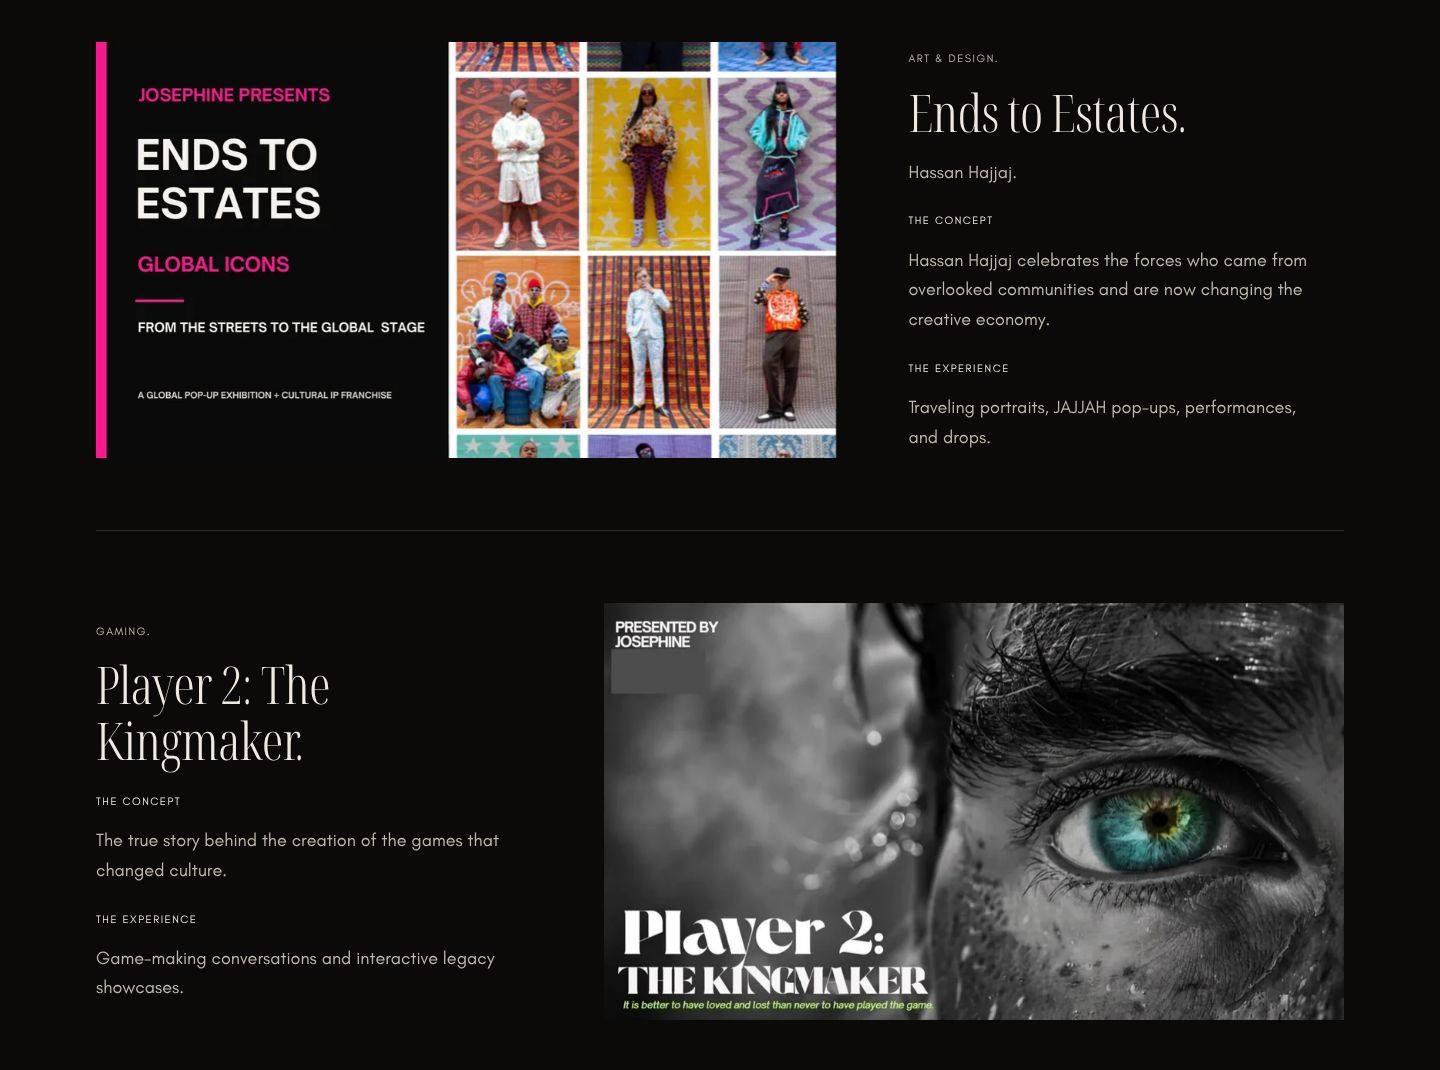 JOSEPHINE PRESENTS
ENDS TO
ESTATES
GLOBAL ICONS
FROM THE STREETS TO THE GLOBAL STAGE
A GLOBAL POP-UP EXHIBITION + CULTURAL IP FRANCHISE
ART & DESIGN.
Ends to Estates.
Hassan Hajjaj.
THE CONCEPT
Hassan Hajjaj celebrates the forces who came from
overlooked communities and are now changing the
creative economy.
THE EXPERIENCE
Traveling portraits, JAJJAH pop-ups, performances,
and drops.
GAMING.
Player 2: The
Kingmaker.
THE CONCEPT
The true story behind the creation of the games that
changed culture.
THE EXPERIENCE
Game-making conversations and interactive legacy
showcases.
PRESENTED BY
JOSEPHINE
Player 2:
THE KINGMAKER
It is better to have loved and lost than never to have played the game.